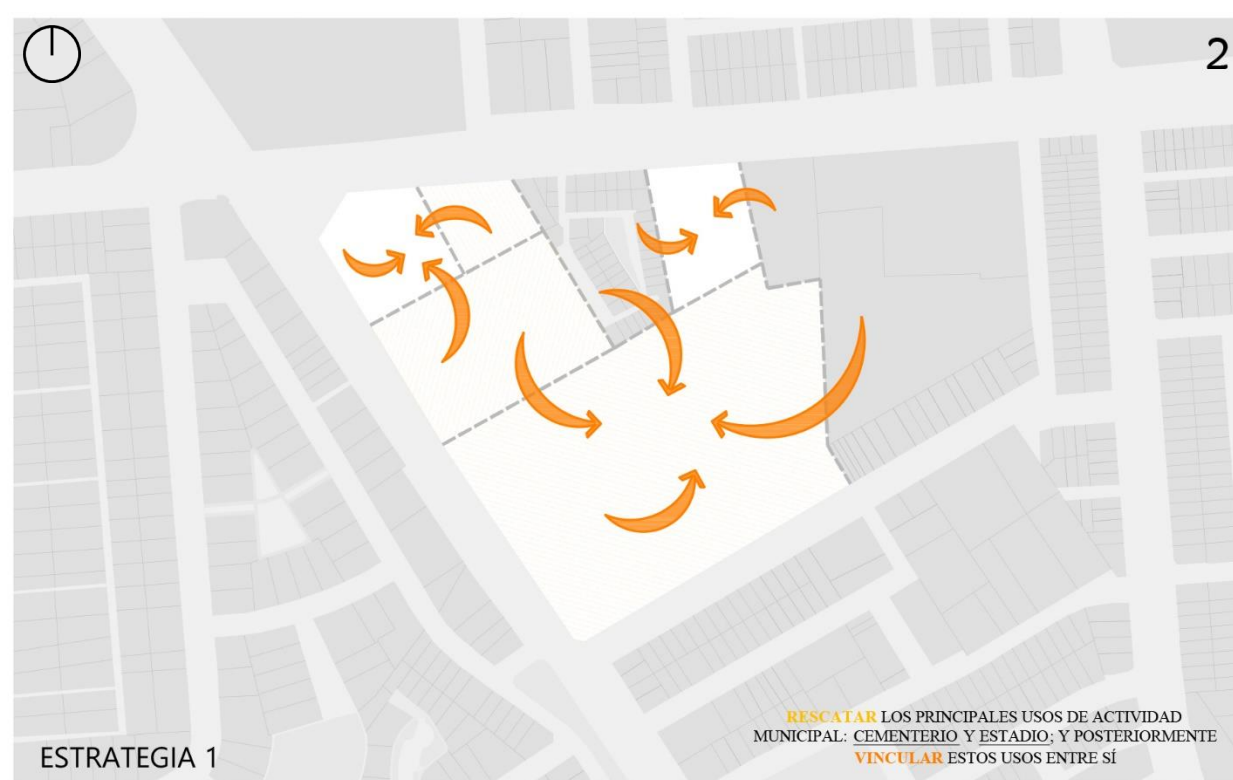 2
RESCATAR LOS PRINCIPALES USOS DE ACTIVIDAD
MUNICIPAL: CEMENTERIO Y ESTADIO; Y POSTERIORMENTE
VINCULAR ESTOS USOS ENTRE SÍ
ESTRATEGIA 1